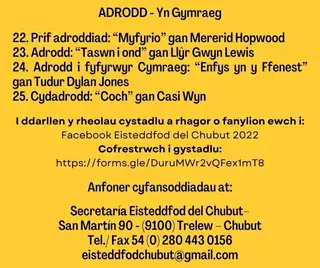 ADRODD - Yn Gymraeg
22. Prif adroddiad: “Myfyrio” gan Mererid Hopwood
23. Adrodd: “Taswn i ond” gan Llŷr Gwyn Lewis
24. Adrodd i fyfyrwyr Cymraeg: “Enfys yn y Ffenest”
gan Tudur Dylan Jones
25. Cydadrodd: “Coch” gan Casi Wyn
I ddarllen y rheolau cystadlu a rhagor o fanylion ewch i:
Facebook Eisteddfod del Chubut 2022
Cofrestrwch i gystadlu:
https://forms.gle/DuruMWr2vQFex1mT8
Anfoner cyfansoddiadau at:
Secretaría Eisteddfod del Chubut–
San Martín 90 - (9100) Trelew – Chubut
Tel./ Fax 54 (0) 280 443 0156
eisteddfodchubut@gmail.com